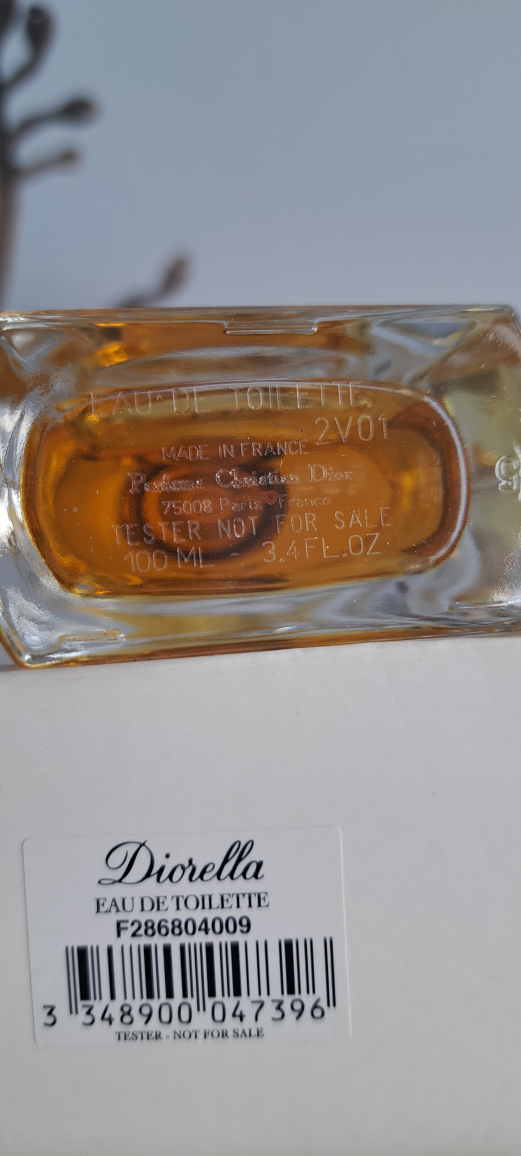 EAU·DE TOILETTE
2V01
MADE IN FRANCE
Parfums Christian Dior
75008 Paris France
TESTER NOT FOR SALE
100 ML - 3.4 FL.OZ
Diorella
EAU DE TOILETTE
F286804009
3 348900 047396
TESTER - NOT FOR SALE